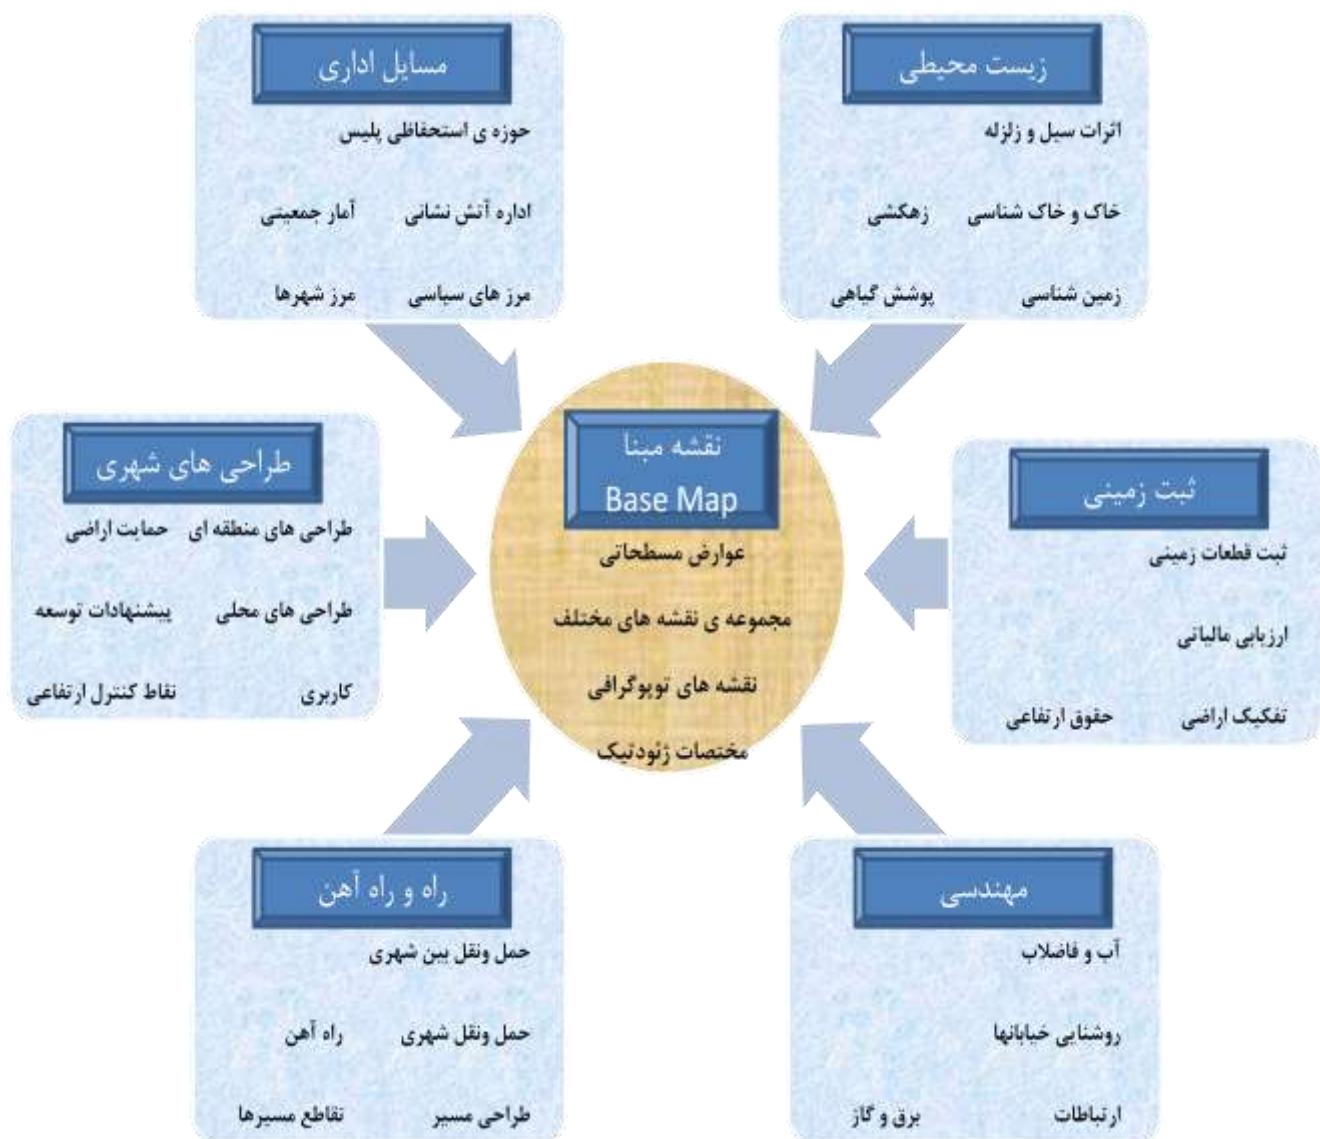 زیست محیطی
اثرات سیل و زلزله
خاک و خاک شناسی زهکشی
زمین شناسی پوشش گیاهی
مسایل اداری
حوزه ی استحفاظی پلیس
اداره آتش نشانی آمار جمعیتی
مرز های سیاسی مرز شهرها
ثبت زمینی
ثبت قطعات زمینی
ارزیابی مالیاتی
تفکیک اراضی حقوق ارتفاعی
نقشه مبنا
Base Map
عوارض مسطحاتی
مجموعه ی نقشه های مختلف
نقشه های توپوگرافی
مختصات ژئودتیک
طراحی های شهری
طراحی های منطقه ای حمایت اراضی
طراحی های محلی پیشنهادات توسعه
کاربری نقاط کنترل ارتفاعی
مهندسی
آب و فاضلاب
روشنایی خیابانها
ارتباطات برق و گاز
راه و راه آهن
حمل ونقل بین شهری
حمل ونقل شهری راه آهن
طراحی مسیر تقاطع مسیرها